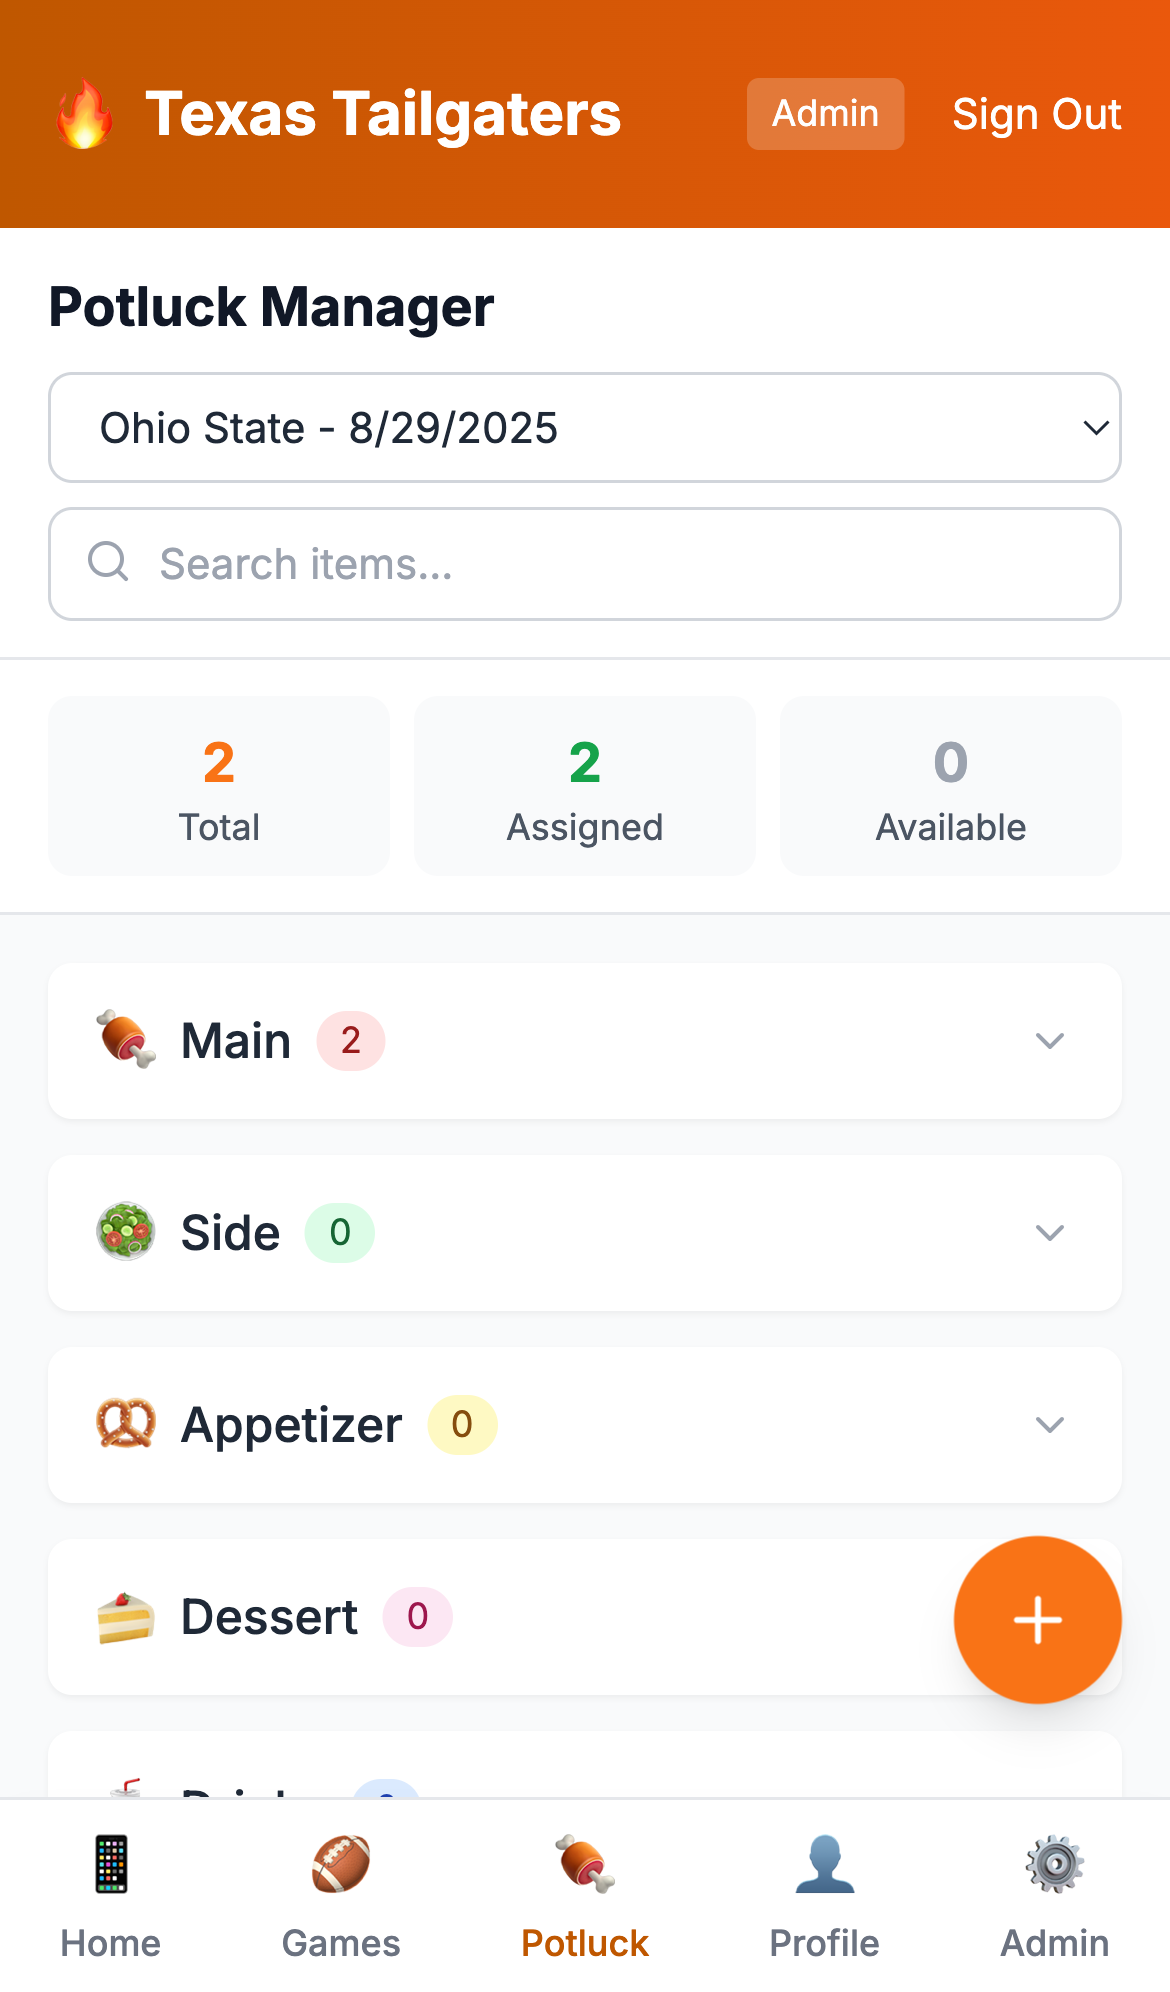 Texas Tailgaters
Admin
Sign Out
Potluck Manager
Ohio State - 8/29/2025
Search items...
2
Total
2
Assigned
0
Available
Main 2
Side 0
Appetizer 0
Dessert 0
Home
Games
Potluck
Profile
Admin